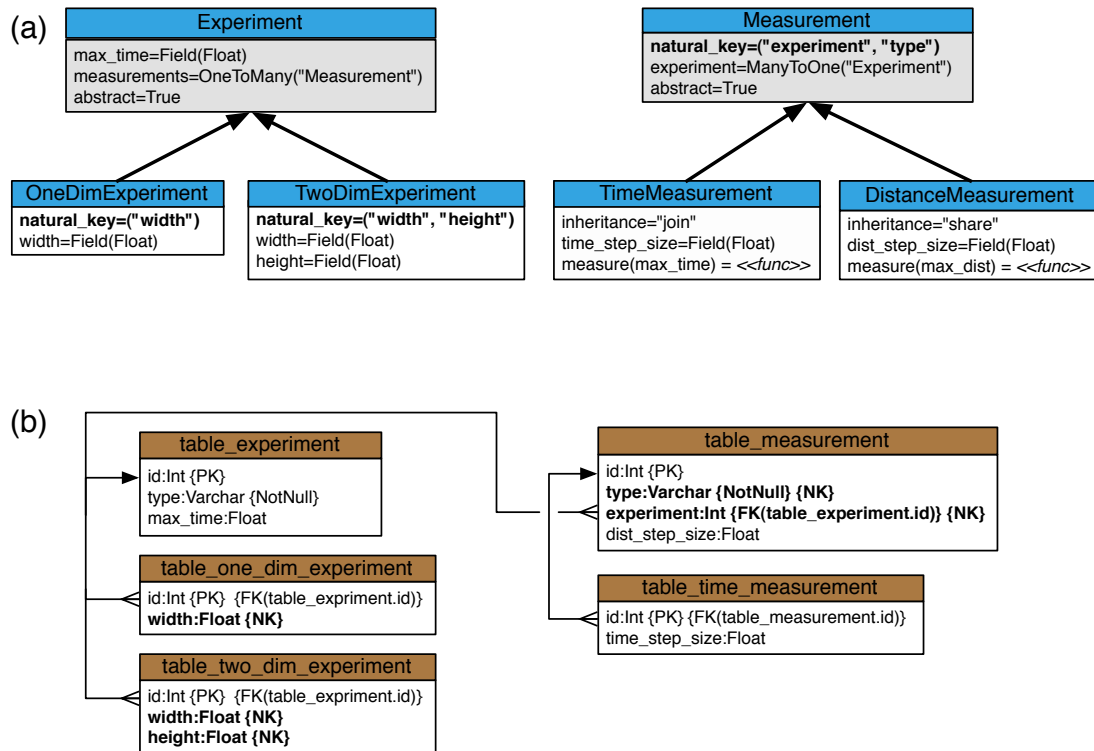 (a)
Experiment
max_time=Field(Float)
measurements=OneToMany("Measurement")
abstract=True
Measurement
natural_key=("experiment", "type")
experiment=ManyToOne("Experiment")
abstract=True
OneDimExperiment
natural_key=("width")
width=Field(Float)
TwoDimExperiment
natural_key=("width", "height")
width=Field(Float)
height=Field(Float)
TimeMeasurement
inheritance="join"
time_step_size=Field(Float)
measure(max_time) = <<func>>
DistanceMeasurement
inheritance="share"
dist_step_size=Field(Float)
measure(max_dist) = <<func>>
(b)
table_experiment
id:Int {PK}
type:Varchar {NotNull}
max_time:Float
table_one_dim_experiment
id:Int {PK} {FK(table_expriment.id)}
width:Float {NK}
table_two_dim_experiment
id:Int {PK} {FK(table_expriment.id)}
width:Float {NK}
height:Float {NK}
table_measurement
id:Int {PK}
type:Varchar {NotNull} {NK}
experiment:Int {FK(table_experiment.id)} {NK}
dist_step_size:Float
table_time_measurement
id:Int {PK} {FK(table_measurement.id)}
time_step_size:Float